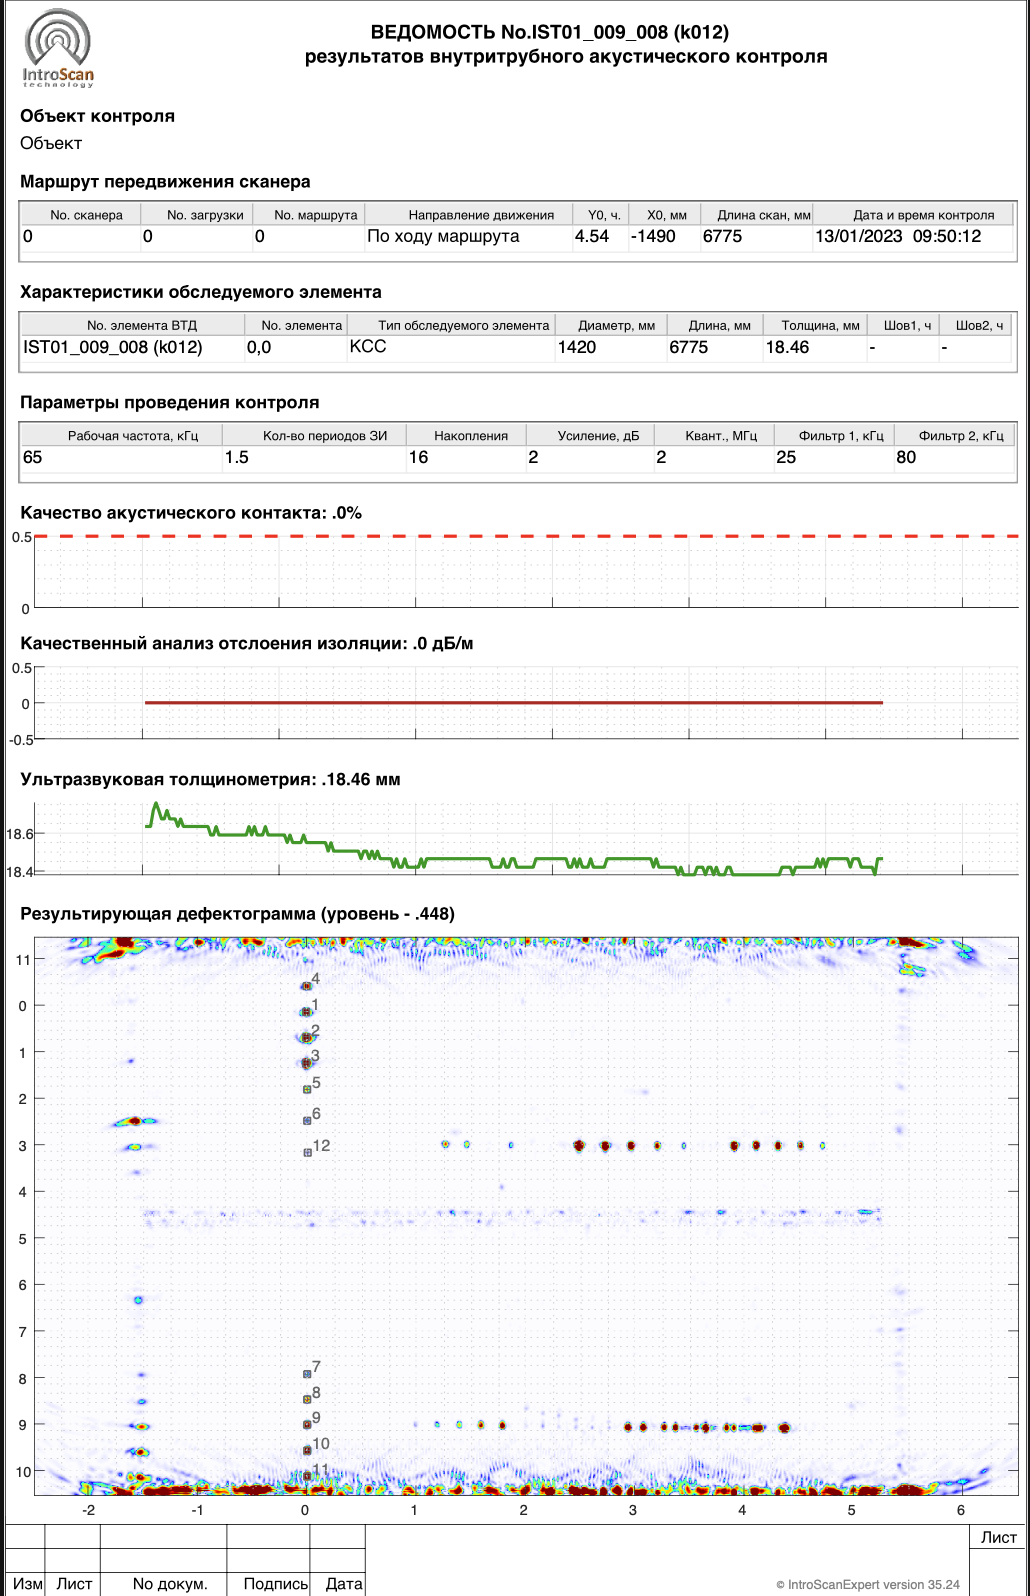 IntroScan
technology
ВЕДОМОСТЬ No.IST01_009_008 (k012)
результатов внутритрубного акустического контроля
Объект контроля
Объект
Маршрут передвижения сканера
No. сканера No. загрузки No. маршрута Направление движения Y0, ч. X0, мм Длина скан, мм Дата и время контроля
0 0 0 По ходу маршрута 4.54 -1490 6775 13/01/2023 09:50:12
Характеристики обследуемого элемента
No. элемента ВТД No. элемента Тип обследуемого элемента Диаметр, мм Длина, мм Толщина, мм Шов1, ч Шов2, ч
IST01_009_008 (k012) 0,0 КСС 1420 6775 18.46 - -
Параметры проведения контроля
Рабочая частота, кГц Кол-во периодов ЗИ Накопления Усиление, дБ Квант., МГц Фильтр 1, кГц Фильтр 2, кГц
65 1.5 16 2 2 25 80
Качество акустического контакта: .0%
0.5
0
Качественный анализ отслоения изоляции: .0 дБ/м
0.5
0
-0.5
Ультразвуковая толщинометрия: .18.46 мм
18.6
18.4
Результирующая дефектограмма (уровень - .448)
11
4
0 1
2
1 3
5
2
6
3 12
4
5
6
7
7
8
8
9 9
10
10 11
-2 -1 0 1 2 3 4 5 6
Лист
Изм Лист No докум. Подпись Дата
© IntroScanExpert version 35.24